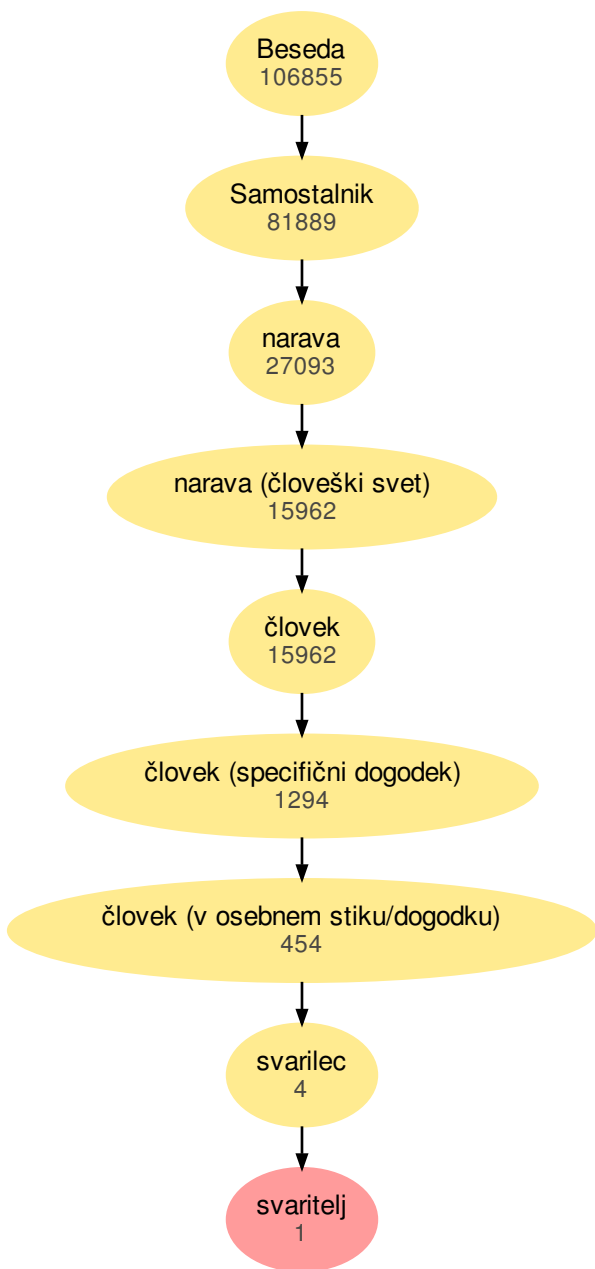 Beseda
106855
Samostalnik
81889
narava
27093
narava (človeški svet)
15962
človek
15962
človek (specifični dogodek)
1294
človek (v osebnem stiku/dogodku)
454
svarilec
4
svaritelj
1